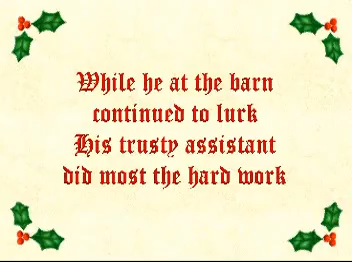 While he at the barn
continued to lurk
His trusty assistant
did most the hard work